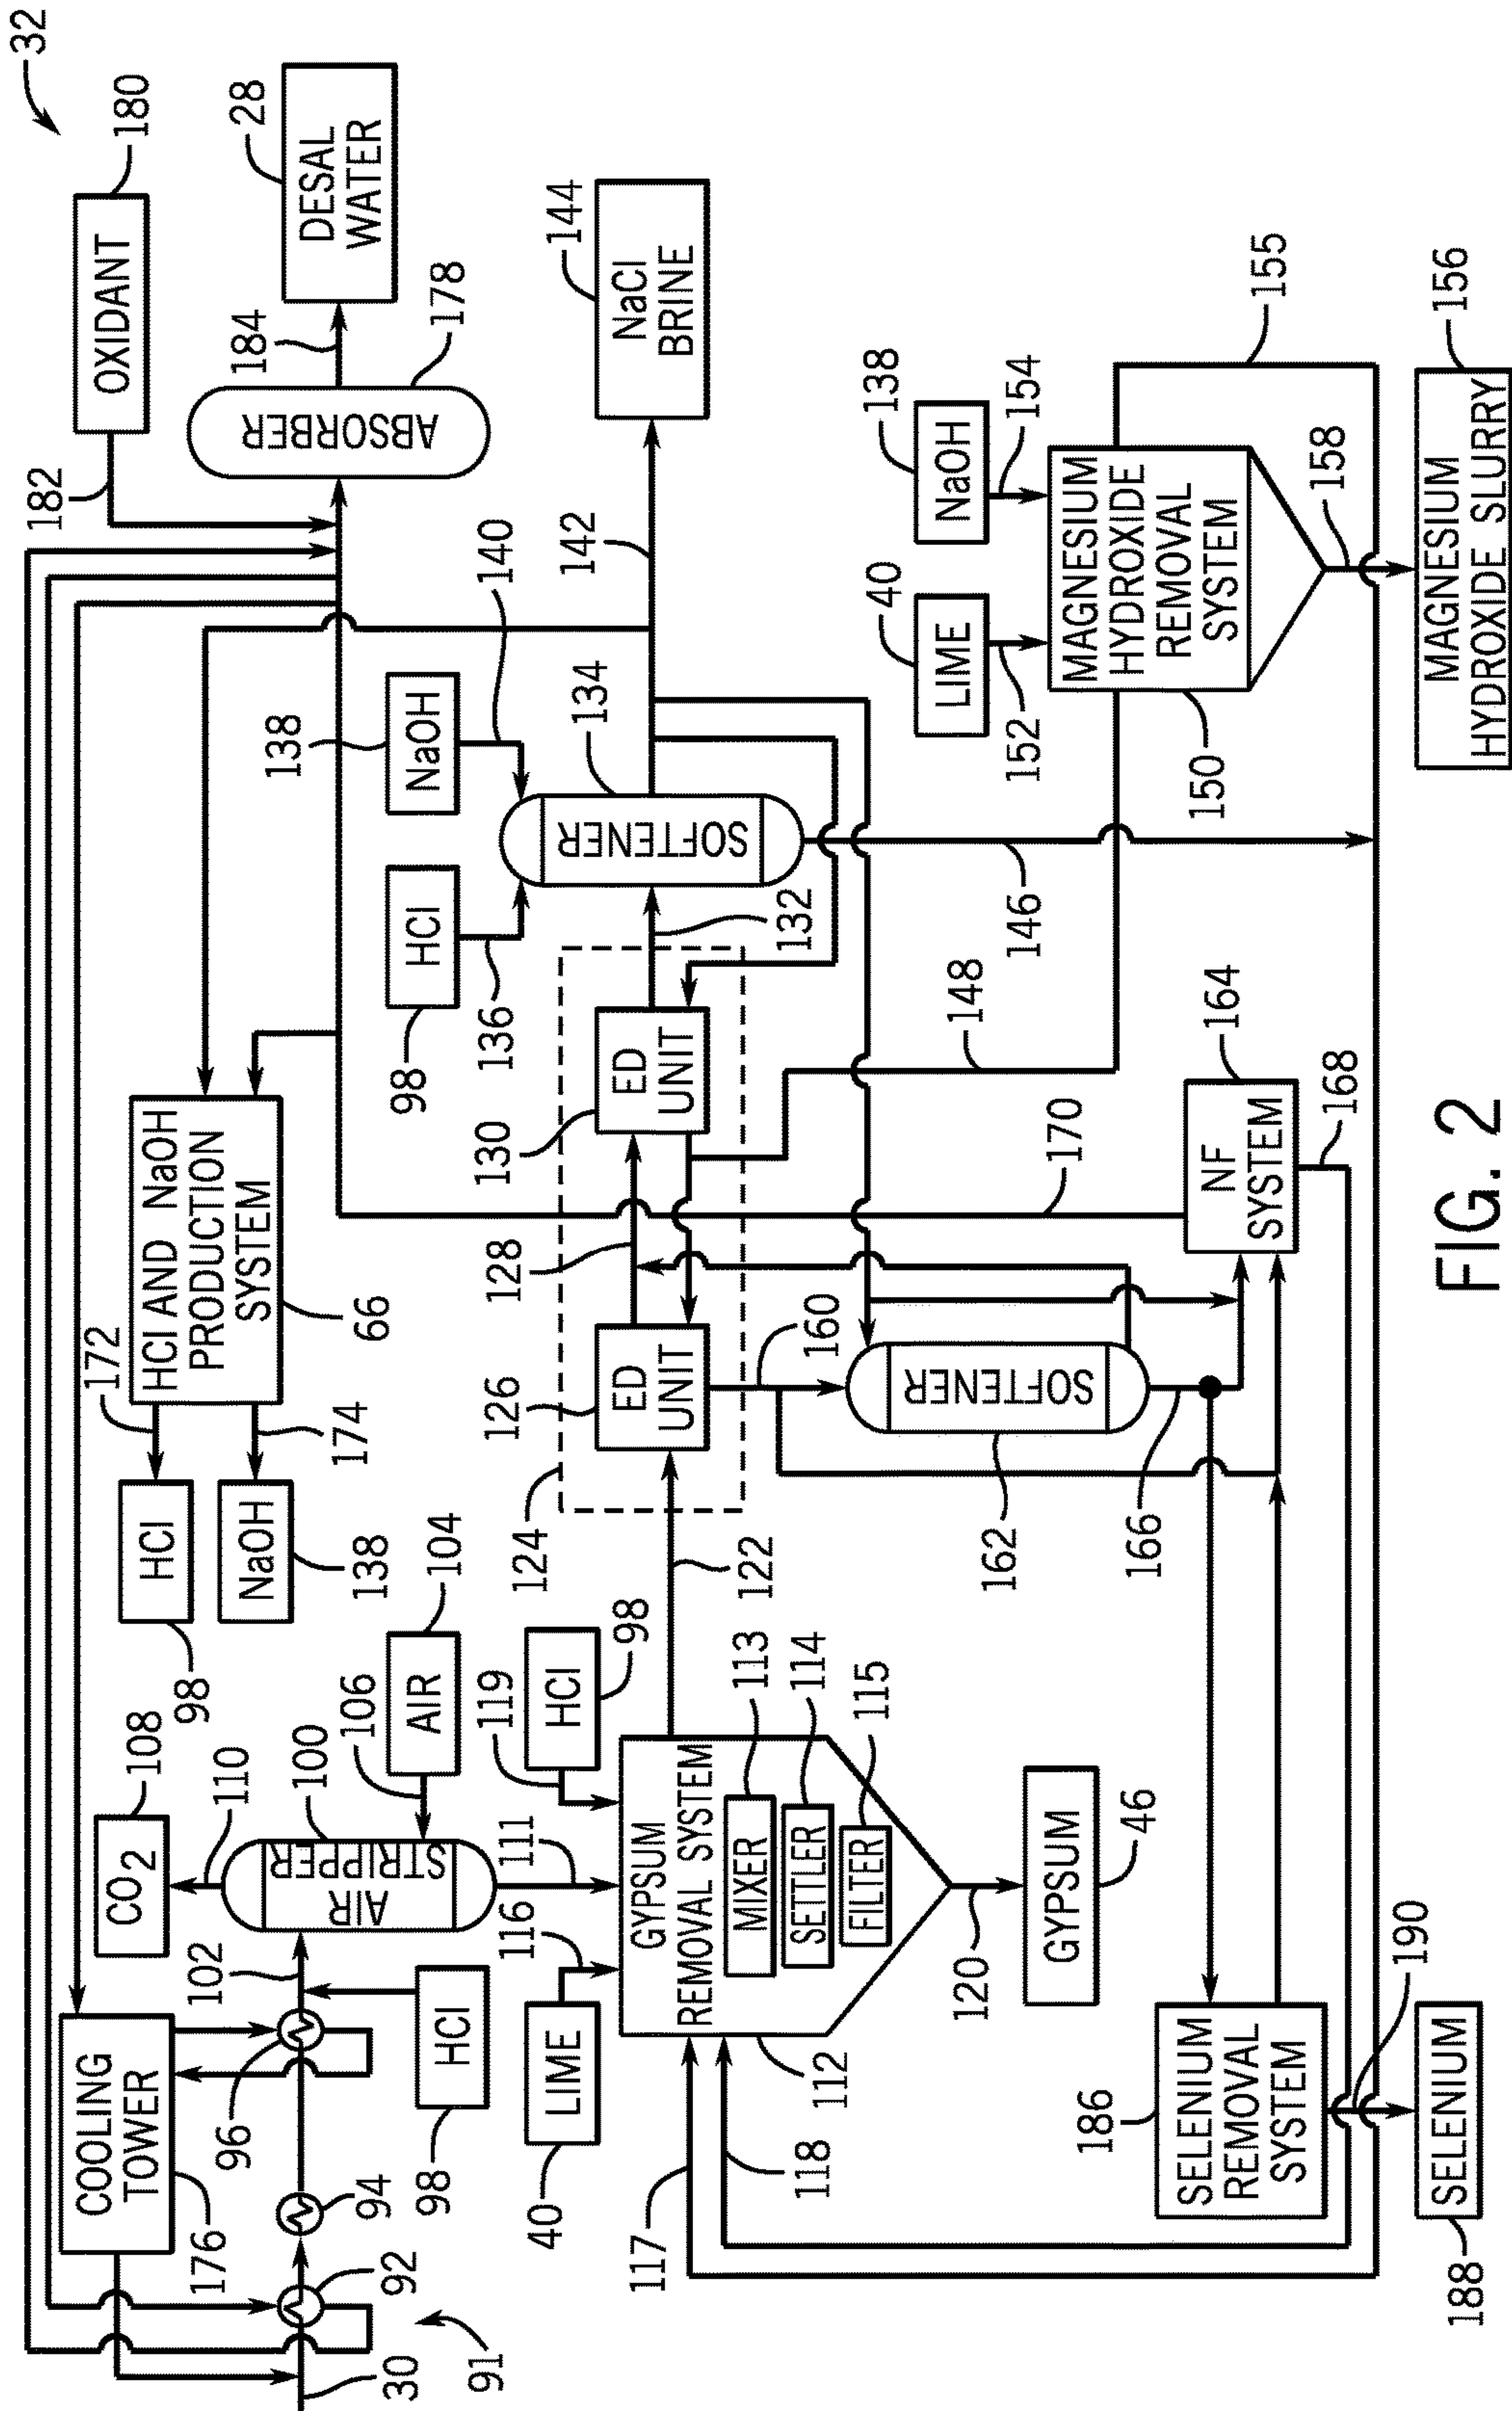 32
COOLING
TOWER
176
30
91
92
94
96
HCl
98
102
CO2
108
110
AIR
STRIPPER
100
AIR
104
106
111
HCl
98
172
NaOH
138
174
HCl AND NaOH
PRODUCTION
SYSTEM
66
OXIDANT
180
182
ABSORBER
178
184
DESAL
WATER
28
LIME
40
116
HCl
98
119
GYPSUM
REMOVAL SYSTEM
MIXER
113
SETTLER
114
FILTER
115
112
117
118
120
GYPSUM
46
122
124
ED
UNIT
126
128
ED
UNIT
130
132
HCl
98
136
NaOH
138
140
SOFTENER
134
142
NaCl
BRINE
144
146
148
160
SOFTENER
162
166
NF
SYSTEM
164
168
170
LIME
40
152
NaOH
138
154
MAGNESIUM
HYDROXIDE
REMOVAL
SYSTEM
150
155
158
MAGNESIUM
HYDROXIDE SLURRY
156
SELENIUM
REMOVAL
SYSTEM
186
190
SELENIUM
188
FIG. 2